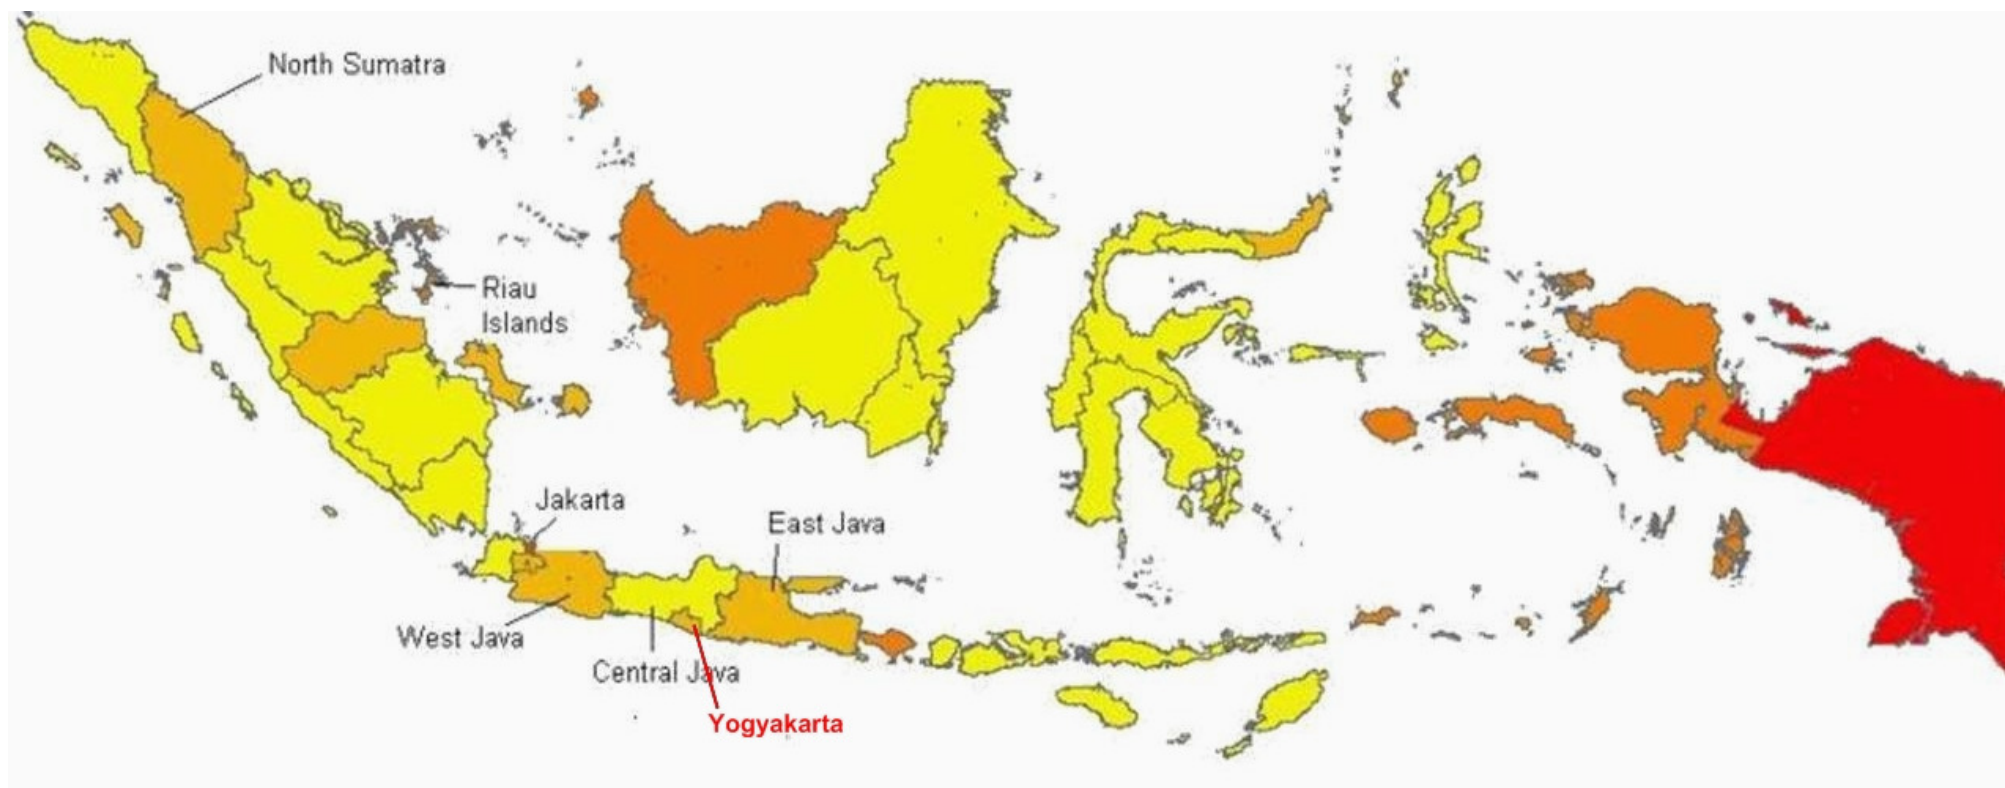 North Sumatra
Riau
Islands
Jakarta
East Java
West Java
Central Java
Yogyakarta